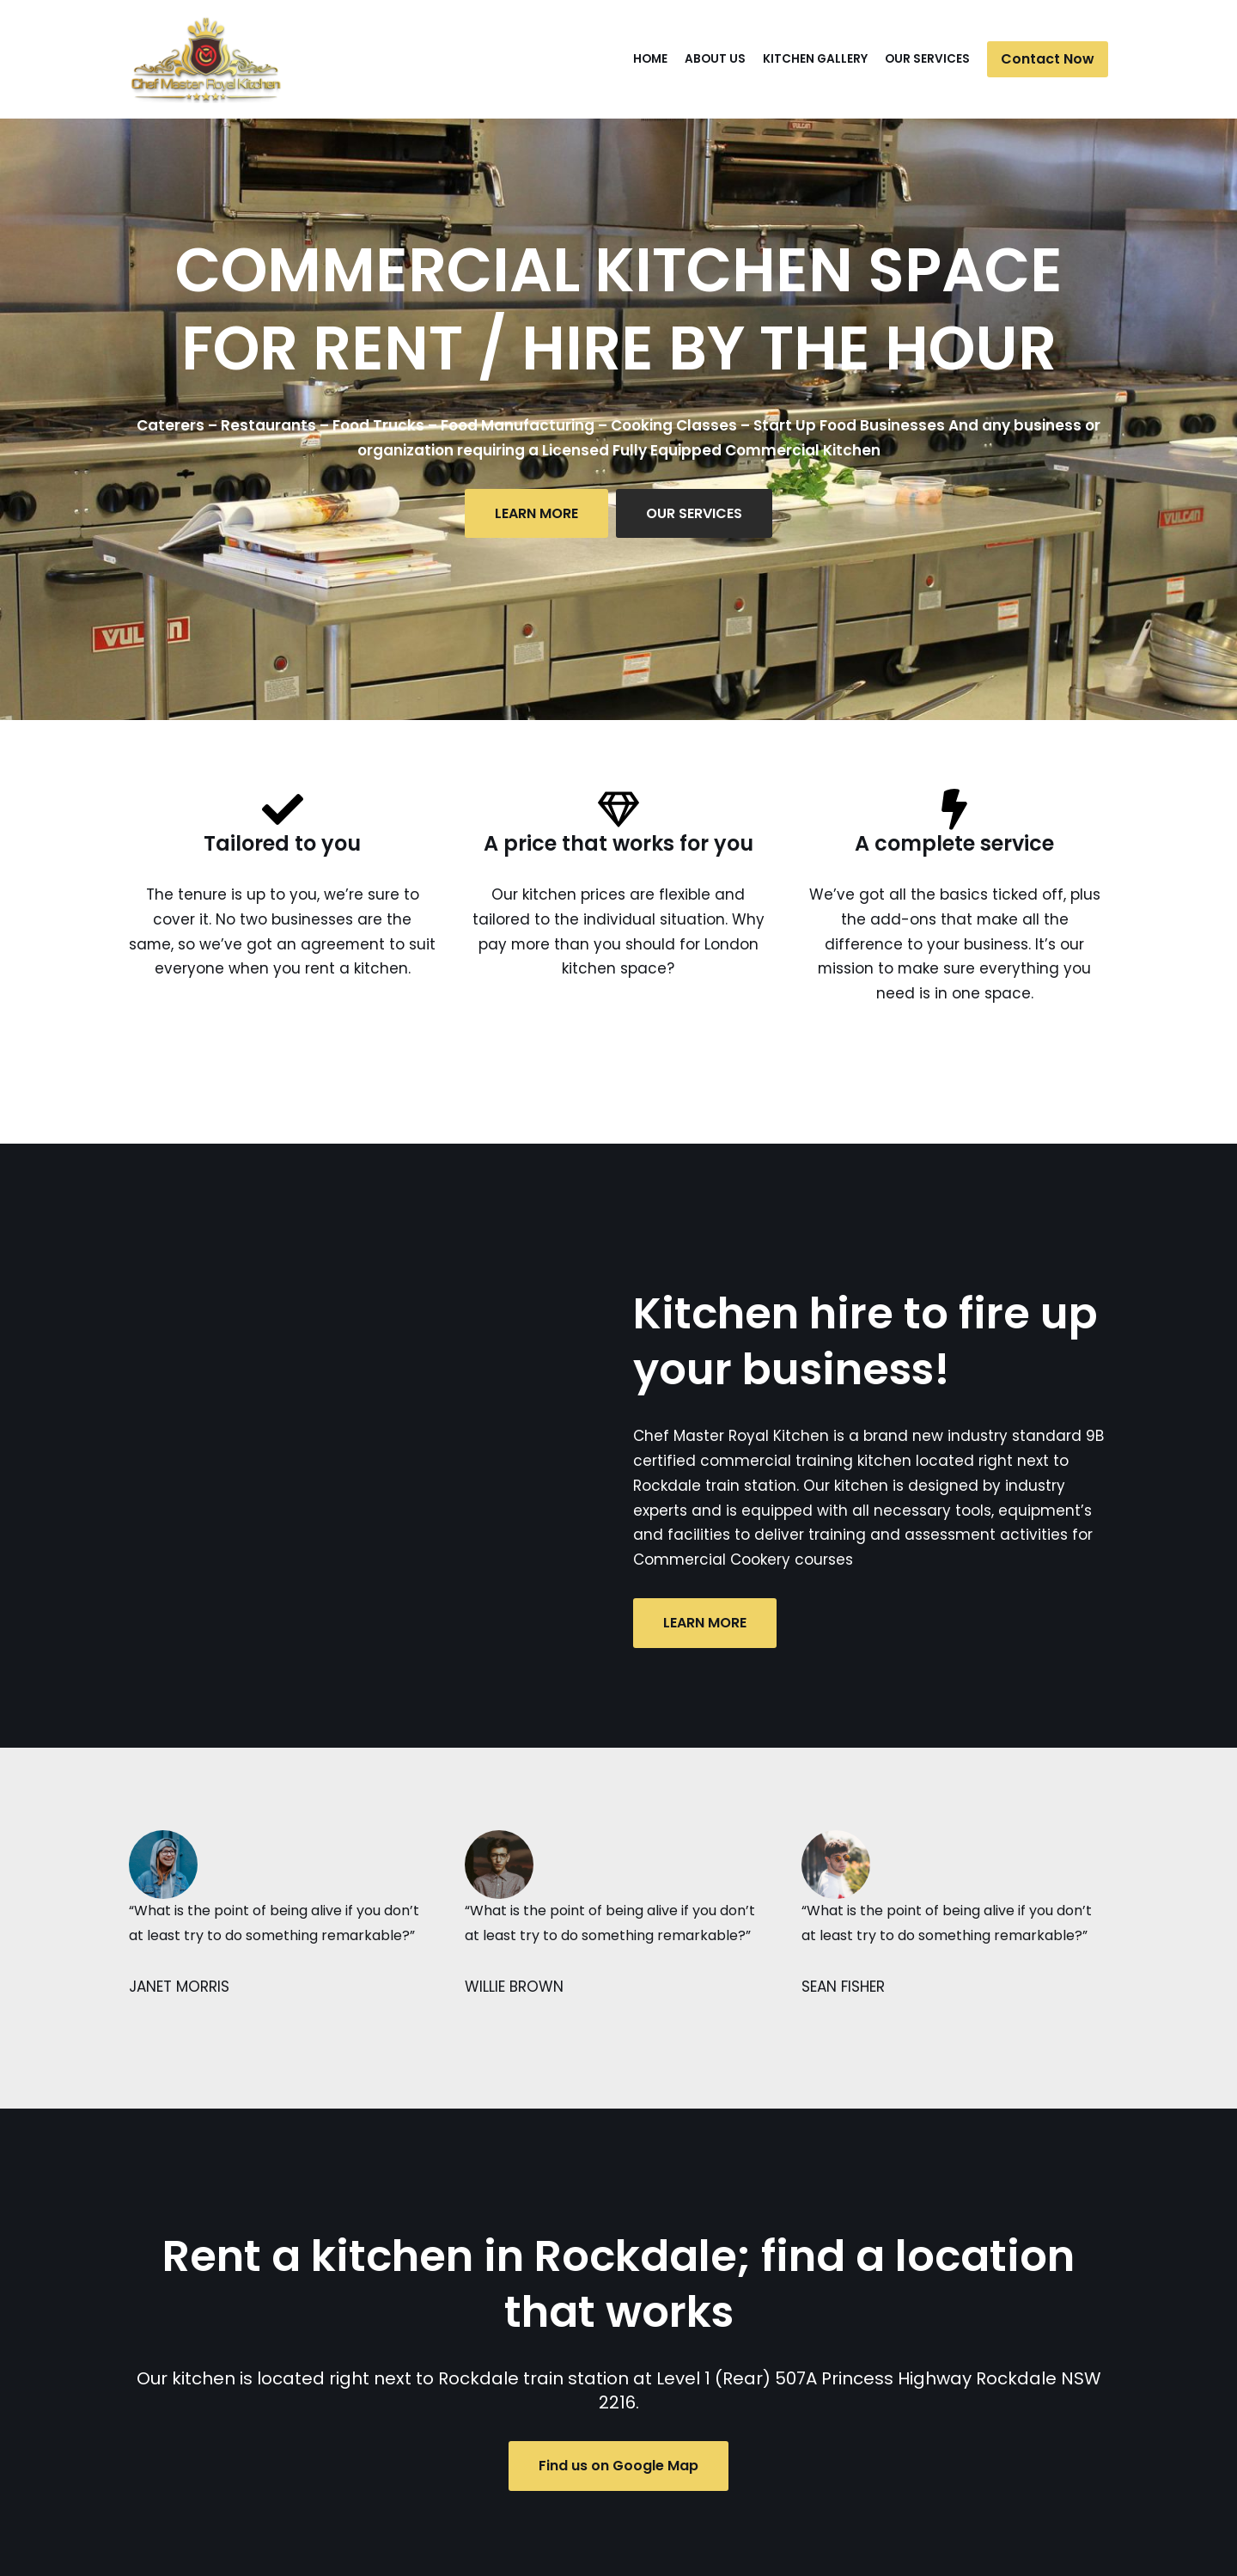 Chef Master Royal Kitchen
HOME
ABOUT US
KITCHEN GALLERY
OUR SERVICES
Contact Now
VULCAN
COMMERCIAL KITCHEN SPACE
FOR RENT / HIRE BY THE HOUR
Caterers – Restaurants – Food Trucks – Food Manufacturing – Cooking Classes – Start Up Food Businesses And any business or
organization requiring a Licensed Fully Equipped Commercial Kitchen
LEARN MORE
OUR SERVICES
VULCAN
VULCAN
VULCAN
Tailored to you
The tenure is up to you, we’re sure to
cover it. No two businesses are the
same, so we’ve got an agreement to suit
everyone when you rent a kitchen.
A price that works for you
Our kitchen prices are flexible and
tailored to the individual situation. Why
pay more than you should for London
kitchen space?
A complete service
We’ve got all the basics ticked off, plus
the add-ons that make all the
difference to your business. It’s our
mission to make sure everything you
need is in one space.
Kitchen hire to fire up
your business!
Chef Master Royal Kitchen is a brand new industry standard 9B
certified commercial training kitchen located right next to
Rockdale train station. Our kitchen is designed by industry
experts and is equipped with all necessary tools, equipment’s
and facilities to deliver training and assessment activities for
Commercial Cookery courses
LEARN MORE
“What is the point of being alive if you don’t
at least try to do something remarkable?”
JANET MORRIS
“What is the point of being alive if you don’t
at least try to do something remarkable?”
WILLIE BROWN
“What is the point of being alive if you don’t
at least try to do something remarkable?”
SEAN FISHER
Rent a kitchen in Rockdale; find a location
that works
Our kitchen is located right next to Rockdale train station at Level 1 (Rear) 507A Princess Highway Rockdale NSW
2216.
Find us on Google Map